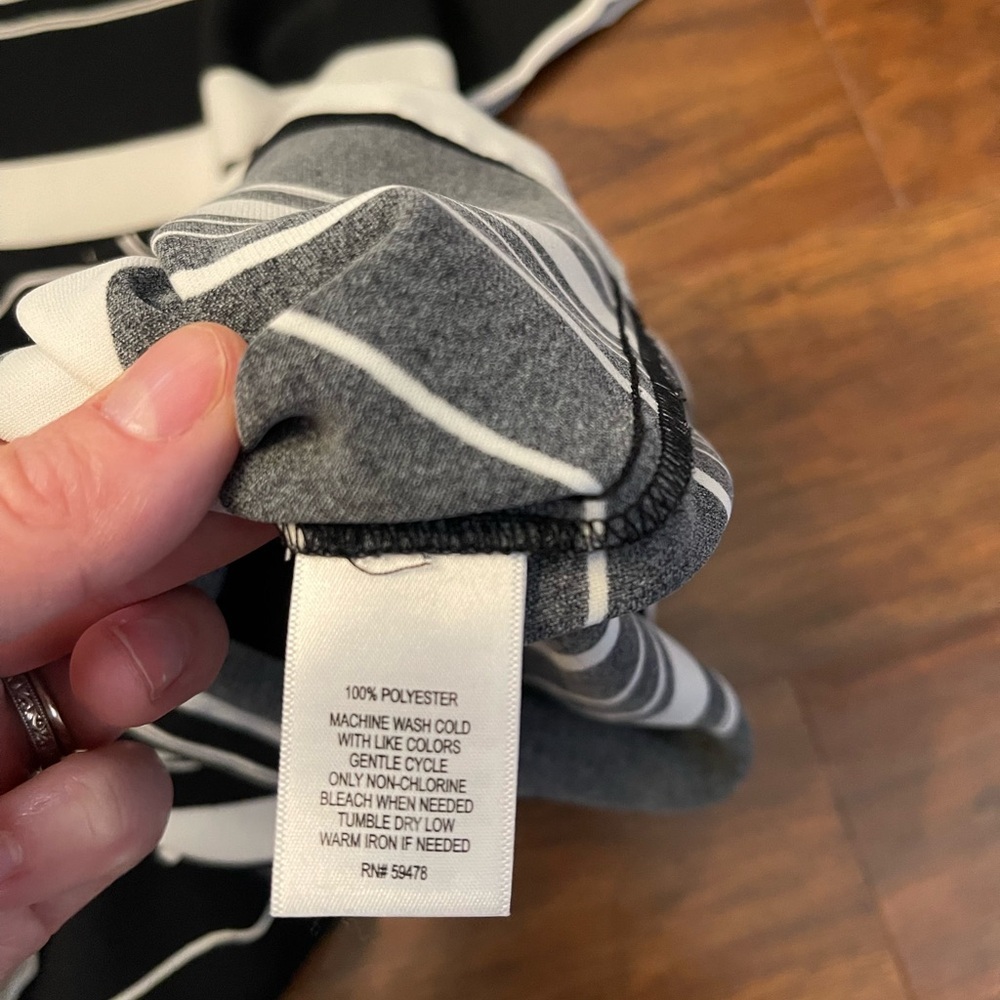 100% POLYESTER
MACHINE WASH COLD
WITH LIKE COLORS
GENTLE CYCLE
ONLY NON-CHLORINE
BLEACH WHEN NEEDED
TUMBLE DRY LOW
WARM IRON IF NEEDED
RN# 59478